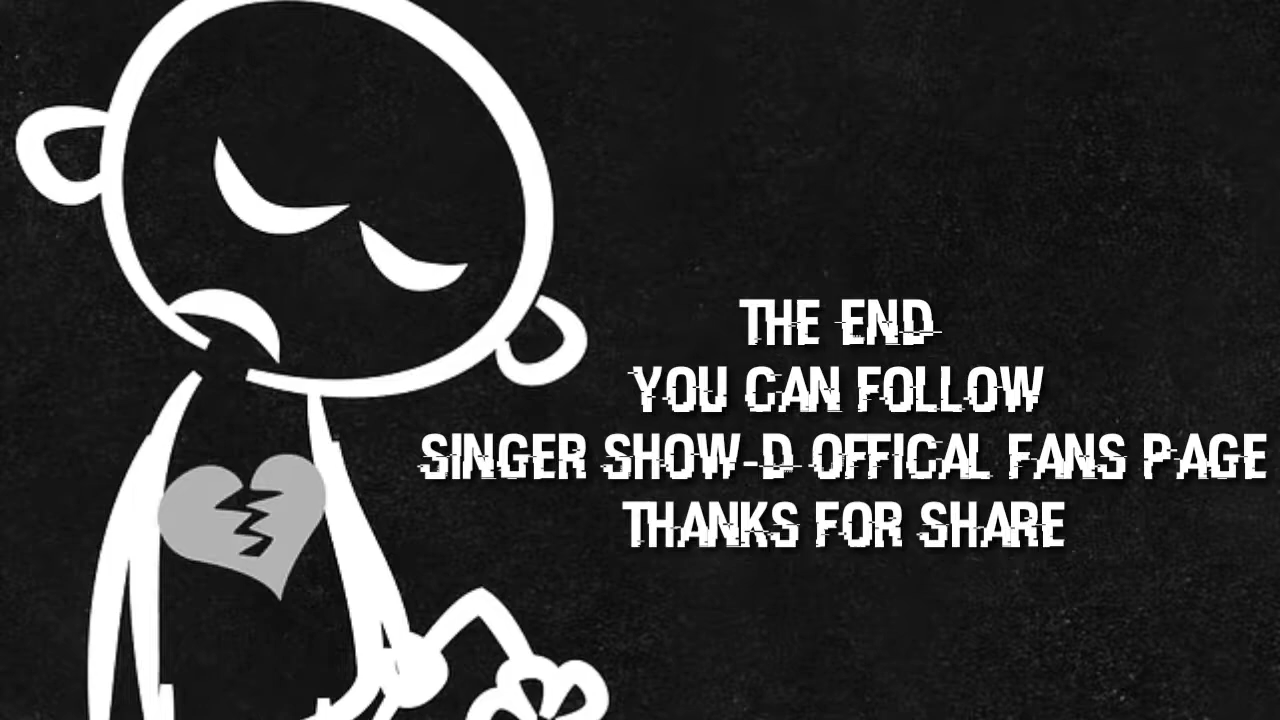 THE END
YOU CAN FOLLOW
SINGER SHOW-D OFFICAL FANS PAGE
THANKS FOR SHARE